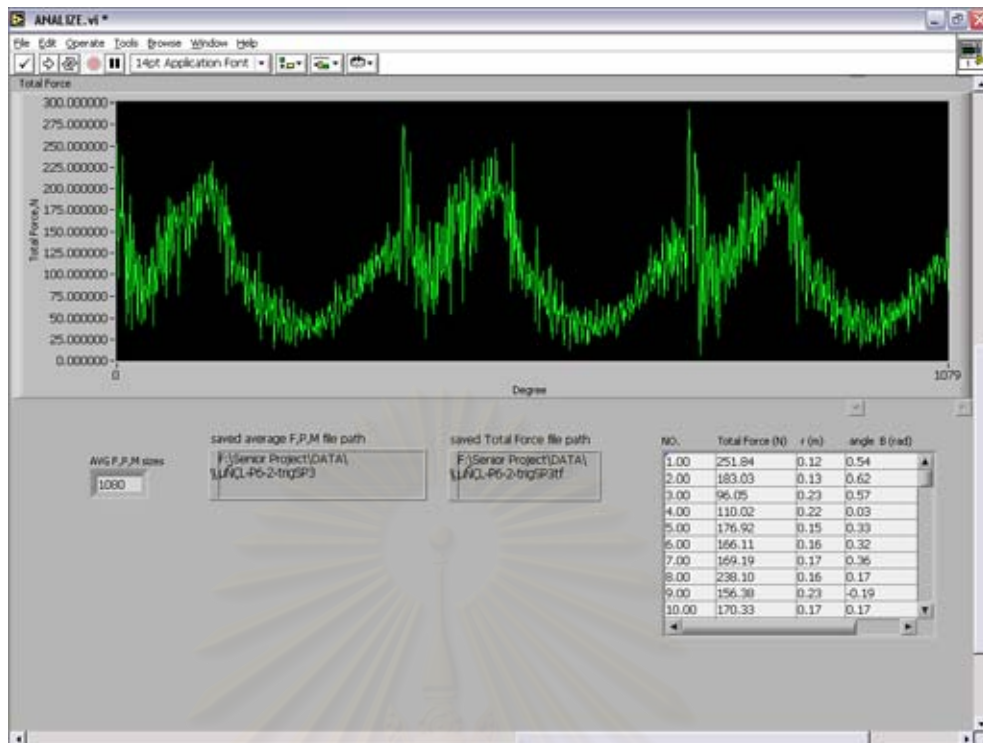 ANALIZE.vi *
File Edit Operate Tools Browse Window Help
14pt Application Font
Total Force
300.000000
275.000000
250.000000
225.000000
200.000000
175.000000
150.000000
125.000000
100.000000
75.000000
50.000000
25.000000
0.000000
Total Force,N
0
1079
Degree
saved average F,P,M file path
saved Total Force file path
AVG F,P,M sizes
1080
F:\Senior Project\DATA\
F:\Senior Project\DATA\
NO. Total Force (N) r (m) angle B (rad)
1.00 251.84 0.12 0.54
2.00 183.03 0.13 0.62
3.00 96.05 0.23 0.57
4.00 110.02 0.22 0.03
5.00 176.92 0.15 0.33
6.00 166.11 0.16 0.32
7.00 169.19 0.17 0.36
8.00 238.10 0.16 0.17
9.00 156.38 0.23 -0.19
10.00 170.33 0.17 0.17